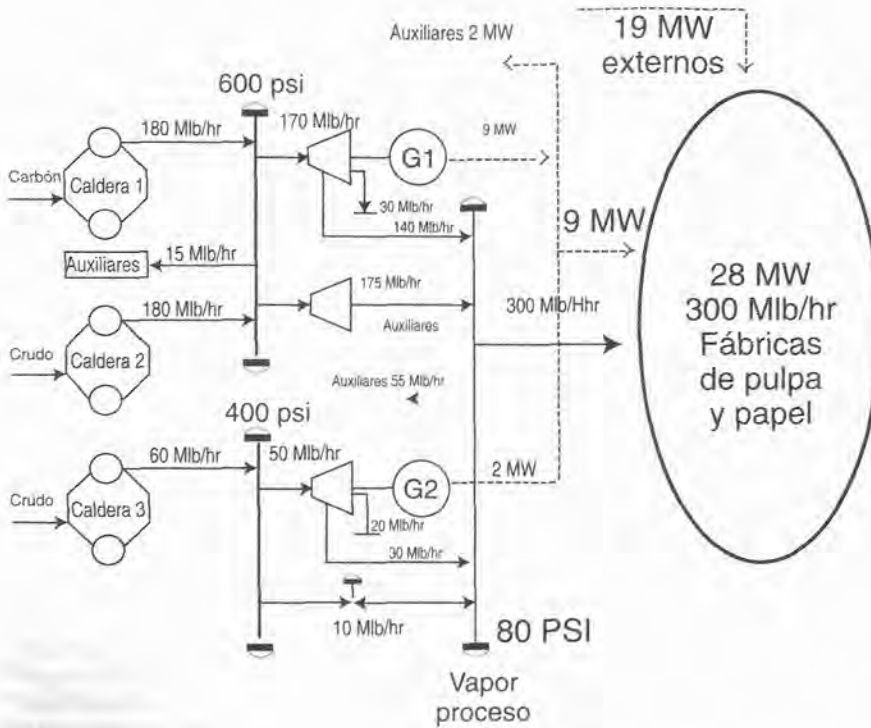 Auxiliares 2 MW
19 MW
externos
600 psi
180 Mlb/hr
170 Mlb/hr
9 MW
G1
Carbón
Caldera 1
30 Mlb/hr
140 Mlb/hr
9 MW
15 Mlb/hr
Auxiliares
28 MW
300 Mlb/hr
Fábricas
de pulpa
y papel
175 Mlb/hr
180 Mlb/hr
300 Mlb/Hhr
Auxiliares
Crudo
Caldera 2
Auxiliares 55 Mlb/hr
400 psi
60 Mlb/hr
50 Mlb/hr
2 MW
G2
Crudo
Caldera 3
20 Mlb/hr
30 Mlb/hr
10 Mlb/hr
80 PSI
Vapor
proceso